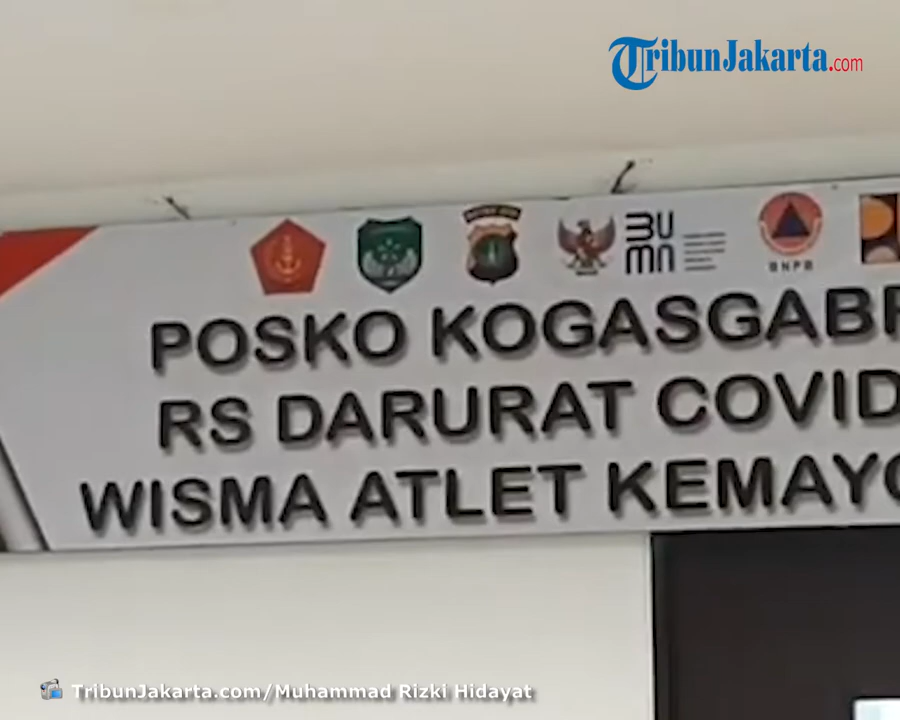 TribunJakarta.com
BUMN
BNPB
POSKO KOGASGAB
RS DARURAT COVID
WISMA ATLET KEMAYO
TribunJakarta.com/Muhammad Rizki Hidayat